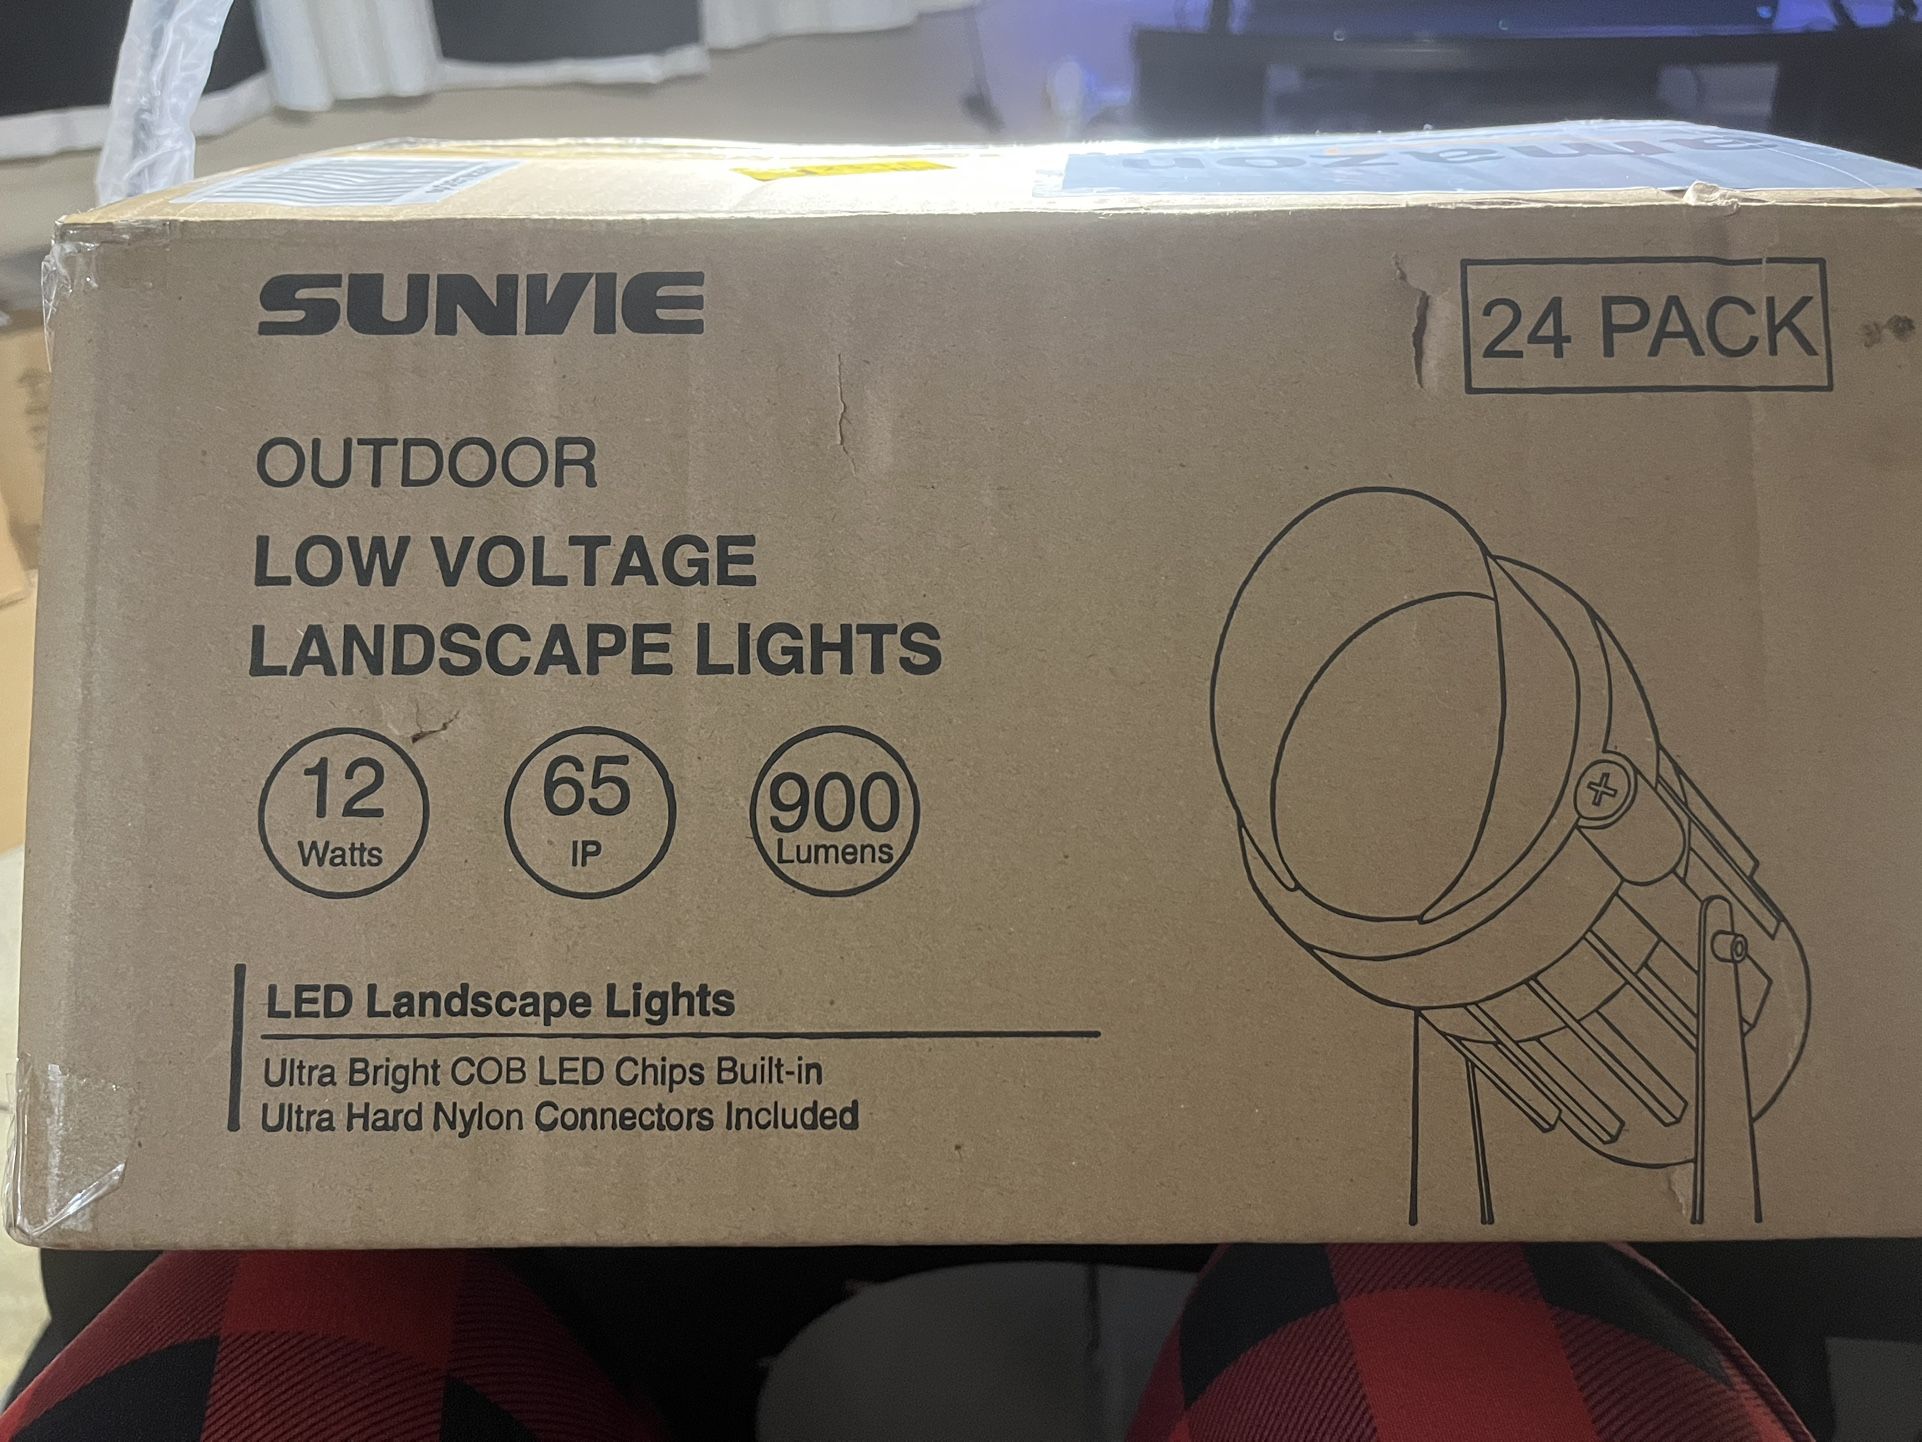 amazon
SUNVIE
24 PACK
OUTDOOR
LOW VOLTAGE
LANDSCAPE LIGHTS
12
Watts
65
IP
900
Lumens
LED Landscape Lights
Ultra Bright COB LED Chips Built-in
Ultra Hard Nylon Connectors Included